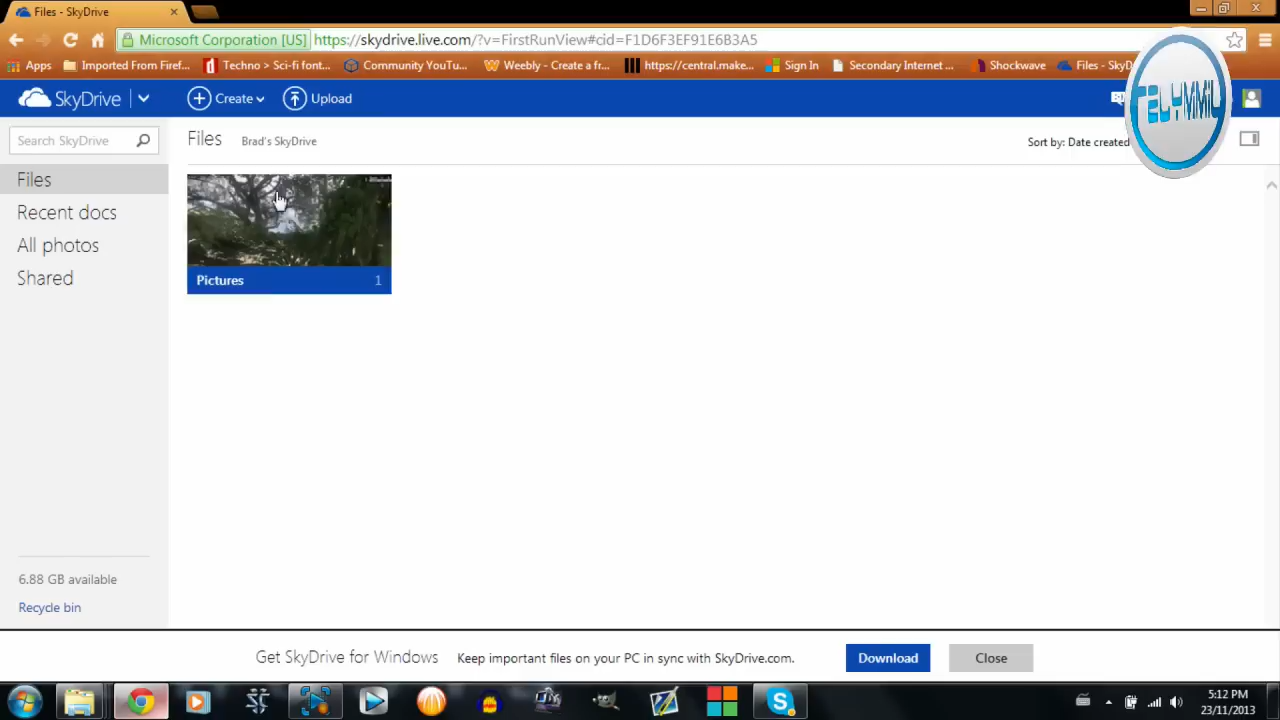 Files - SkyDrive
Microsoft Corporation [US] https://skydrive.live.com/?v=FirstRunView#cid=F1D6F3EF91E6B3A5
Apps Imported From Firef... Techno > Sci-fi font... Community YouTu... Weebly - Create a fr... https://central.make... Sign In Secondary Internet ... Shockwave Files - SkyD
SkyDrive Create Upload
TELYMMIL
Search SkyDrive Files Brad's SkyDrive Sort by: Date created
Files
Recent docs
All photos
Shared
Pictures 1
6.88 GB available
Recycle bin
Get SkyDrive for Windows Keep important files on your PC in sync with SkyDrive.com. Download Close
5:12 PM
23/11/2013